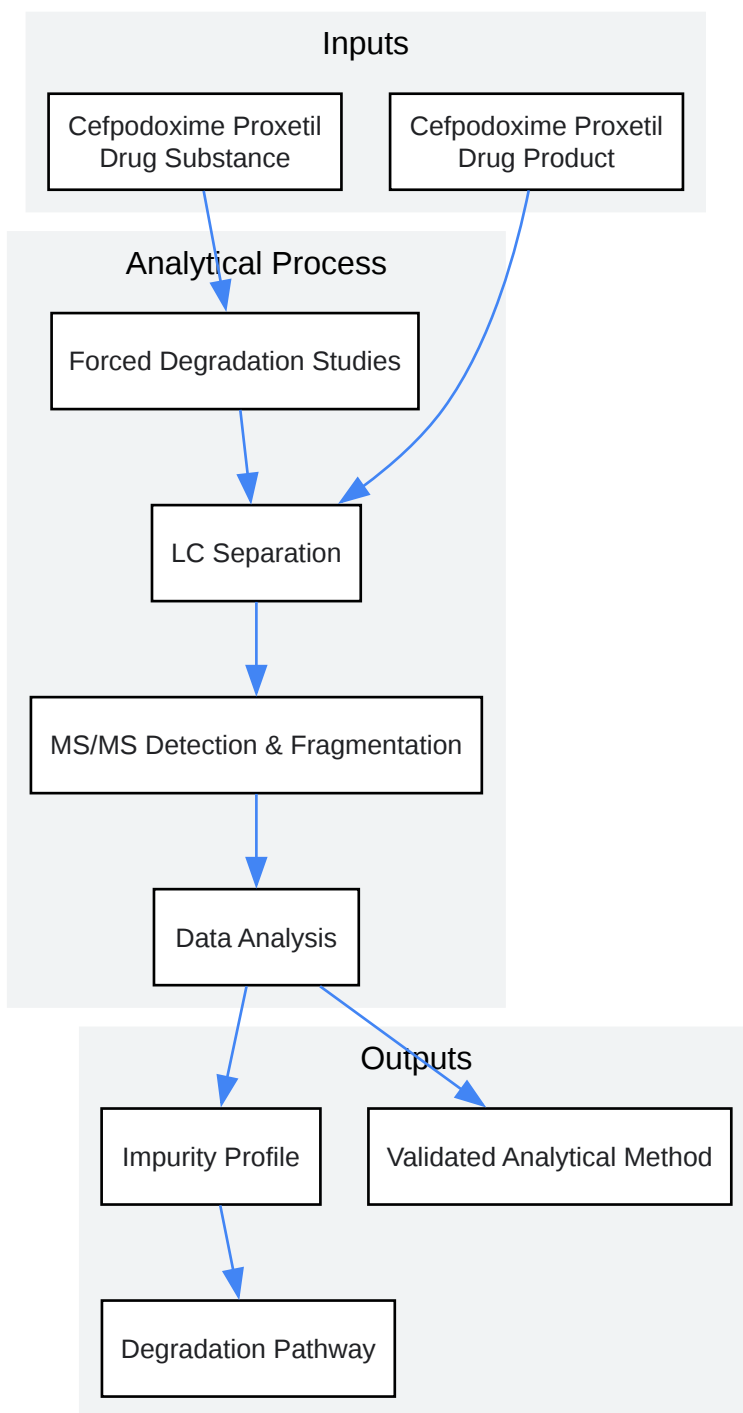 Inputs
Cefpodoxime Proxetil
Drug Substance
Cefpodoxime Proxetil
Drug Product
Analytical Process
Forced Degradation Studies
LC Separation
MS/MS Detection & Fragmentation
Data Analysis
Outputs
Impurity Profile
Validated Analytical Method
Degradation Pathway